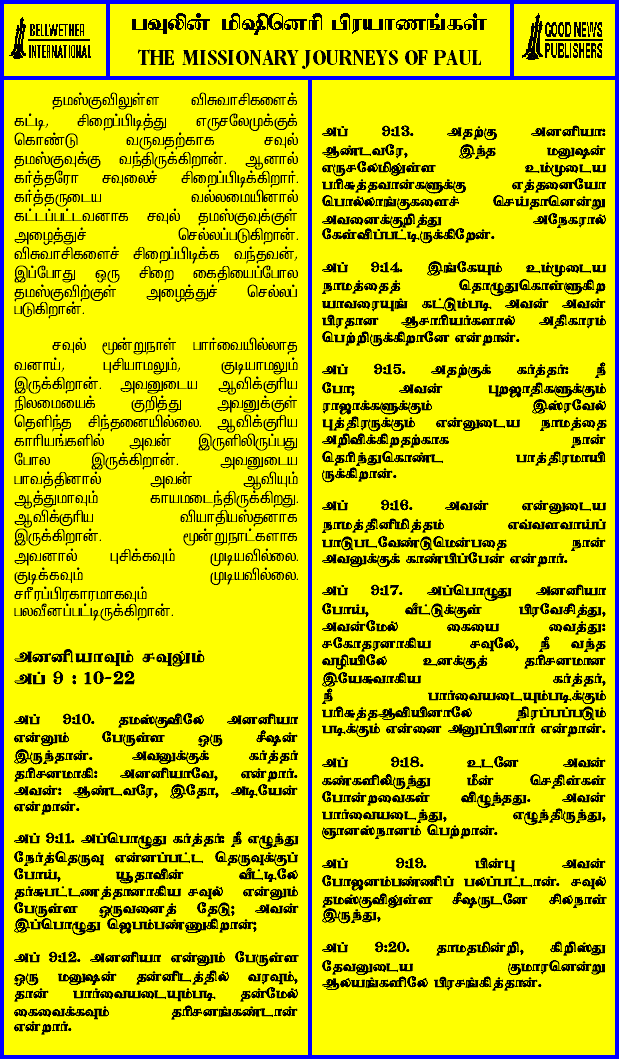 BELLWETHER
INTERNATIONAL
பவுலின் மிஷினெரி பிரயாணங்கள்
THE MISSIONARY JOURNEYS OF PAUL
GOOD NEWS
PUBLISHERS
தமஸ்குவிலுள்ள விசுவாசிகளைக்
கட்டி, சிறைப்பிடித்து எருசலேமுக்குக்
கொண்டு வருவதற்காக சவுல்
தமஸ்குவுக்கு வந்திருக்கிறான். ஆனால்
கர்த்தரோ சவுலைச் சிறைப்பிடிக்கிறார்.
கர்த்தருடைய வல்லமையினால்
கட்டப்பட்டவனாக சவுல் தமஸ்குவுக்குள்
அழைத்துச் செல்லப்படுகிறான்.
விசுவாசிகளைச் சிறைபிடிக்க வந்தவன்,
இப்போது ஒரு சிறை கைதியைப்போல
தமஸ்குவிற்குள் அழைத்துச் செல்லப்
படுகிறான்.
சவுல் மூன்றுநாள் பார்வையில்லாத
வனாய், புசியாமலும், குடியாமலும்
இருக்கிறான். அவனுடைய ஆவிக்குரிய
நிலமையைக் குறித்து அவனுக்குள்
தெளிந்த சிந்தனையில்லை. ஆவிக்குரிய
காரியங்களில் அவன் இருளிலிருப்பது
போல இருக்கிறான். அவனுடைய
பாவத்தினால் அவன் ஆவியும்
ஆத்துமாவும் காயமடைந்திருக்கிறது.
ஆவிக்குரிய வியாதியஸ்தனாக
இருக்கிறான். மூன்றுநாட்களாக
அவனால் புசிக்கவும் முடியவில்லை.
குடிக்கவும் முடியவில்லை.
சரீரப்பிரகாரமாகவும்
பலவீனப்பட்டிருக்கிறான்.
அனனியாவும் சவுலும்
அப் 9 : 10-22
அப் 9:10. தமஸ்குவிலே அனனியா
என்னும் பேருள்ள ஒரு சீஷன்
இருந்தான். அவனுக்குக் கர்த்தர்
தரிசனமாகி: அனனியாவே, என்றார்.
அவன்: ஆண்டவரே, இதோ, அடியேன்
என்றான்.
அப் 9:11. அப்பொழுது கர்த்தர்: நீ எழுந்து
நேர்த்தெருவு என்னப்பட்ட தெருவுக்குப்
போய், யூதாவின் வீட்டிலே
தர்சுபட்டணத்தானாகிய சவுல் என்னும்
பேருள்ள ஒருவனைத் தேடு; அவன்
இப்பொழுது ஜெபம்பண்ணுகிறான்;
அப் 9:12. அனனியா என்னும் பேருள்ள
ஒரு மனுஷன் தன்னிடத்தில் வரவும்,
தான் பார்வையடையும்படி தன்மேல்
கைவைக்கவும் தரிசனங்கண்டான்
என்றார்.
அப் 9:13. அதற்கு அனனியா:
ஆண்டவரே, இந்த மனுஷன்
எருசலேமிலுள்ள உம்முடைய
பரிசுத்தவான்களுக்கு எத்தனையோ
பொல்லாங்குகளைச் செய்தானென்று
அவனைக்குறித்து அநேகரால்
கேள்விப்பட்டிருக்கிறேன்.
அப் 9:14. இங்கேயும் உம்முடைய
நாமத்தைத் தொழுதுகொள்ளுகிற
யாவரையுங் கட்டும்படி அவன் அவன்
பிரதான ஆசாரியர்களால் அதிகாரம்
பெற்றிருக்கிறானே என்றான்.
அப் 9:15. அதற்குக் கர்த்தர்: நீ
போ; அவன் புறஜாதிகளுக்கும்
ராஜாக்களுக்கும் இஸ்ரவேல்
புத்திரருக்கும் என்னுடைய நாமத்தை
அறிவிக்கிறதற்காக நான்
தெரிந்துகொண்ட பாத்திரமாயி
ருக்கிறான்.
அப் 9:16. அவன் என்னுடைய
நாமத்தினிமித்தம் எவ்வளவாய்ப்
பாடுபடவேண்டுமென்பதை நான்
அவனுக்குக் காண்பிப்பேன் என்றார்.
அப் 9:17. அப்பொழுது அனனியா
போய், வீட்டுக்குள் பிரவேசித்து,
அவன்மேல் கையை வைத்து:
சகோதரனாகிய சவுலே, நீ வந்த
வழியிலே உனக்குத் தரிசனமான
இயேசுவாகிய கர்த்தர்,
நீ பார்வையடையும்படிக்கும்
பரிசுத்தஆவியினாலே நிரப்பப்படும்
படிக்கும் என்னை அனுப்பினார் என்றான்.
அப் 9:18. உடனே அவன்
கண்களிலிருந்து மீன் செதிள்கள்
போன்றவைகள் விழுந்தது. அவன்
பார்வையடைந்து, எழுந்திருந்து,
ஞானஸ்நானம் பெற்றான்.
அப் 9:19. பின்பு அவன்
போஜனம்பண்ணிப் பலப்பட்டான். சவுல்
தமஸ்குவிலுள்ள சீஷருடனே சிலநாள்
இருந்து,
அப் 9:20. தாமதமின்றி, கிறிஸ்து
தேவனுடைய குமாரனென்று
ஆலயங்களிலே பிரசங்கித்தான்.